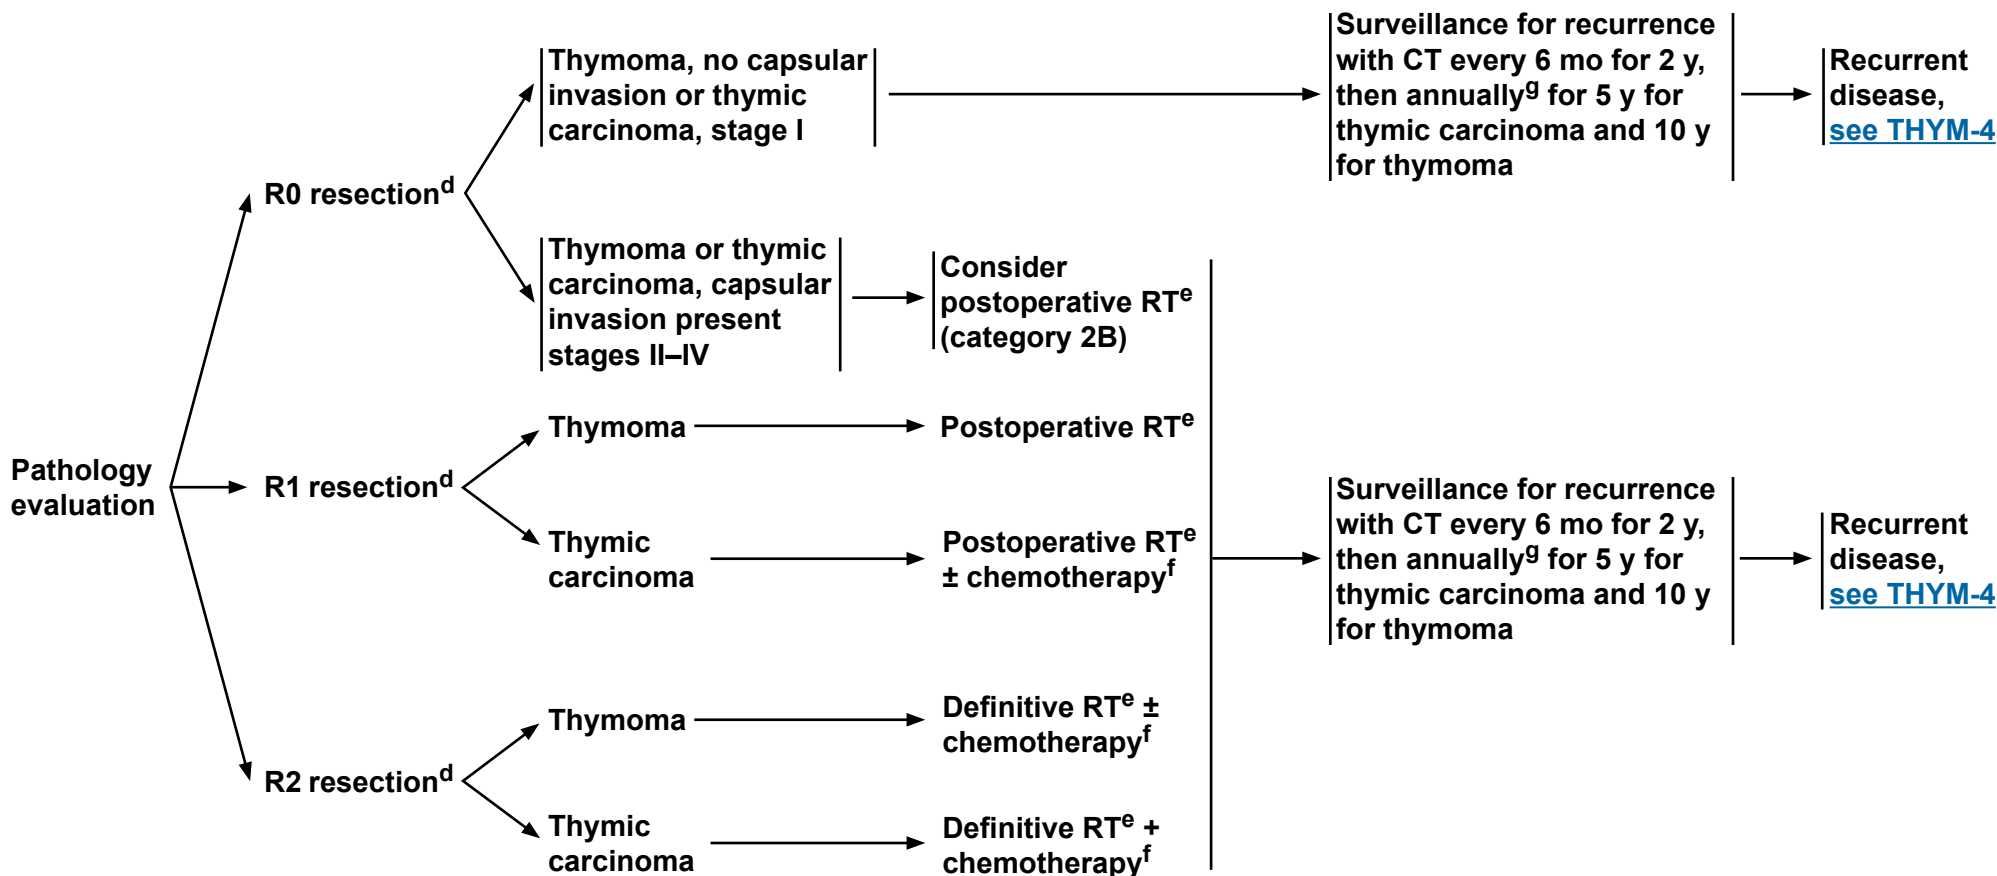 Pathology
evaluation
R0 resectionᵈ
Thymoma, no capsular
invasion or thymic
carcinoma, stage I
Surveillance for recurrence
with CT every 6 mo for 2 y,
then annuallyᵍ for 5 y for
thymic carcinoma and 10 y
for thymoma
Recurrent
disease,
see THYM-4
Thymoma or thymic
carcinoma, capsular
invasion present
stages II–IV
Consider
postoperative RTᵉ
(category 2B)
R1 resectionᵈ
Thymoma
Postoperative RTᵉ
Thymic
carcinoma
Postoperative RTᵉ
± chemotherapyᶠ
R2 resectionᵈ
Thymoma
Definitive RTᵉ ±
chemotherapyᶠ
Thymic
carcinoma
Definitive RTᵉ +
chemotherapyᶠ
Surveillance for recurrence
with CT every 6 mo for 2 y,
then annuallyᵍ for 5 y for
thymic carcinoma and 10 y
for thymoma
Recurrent
disease,
see THYM-4